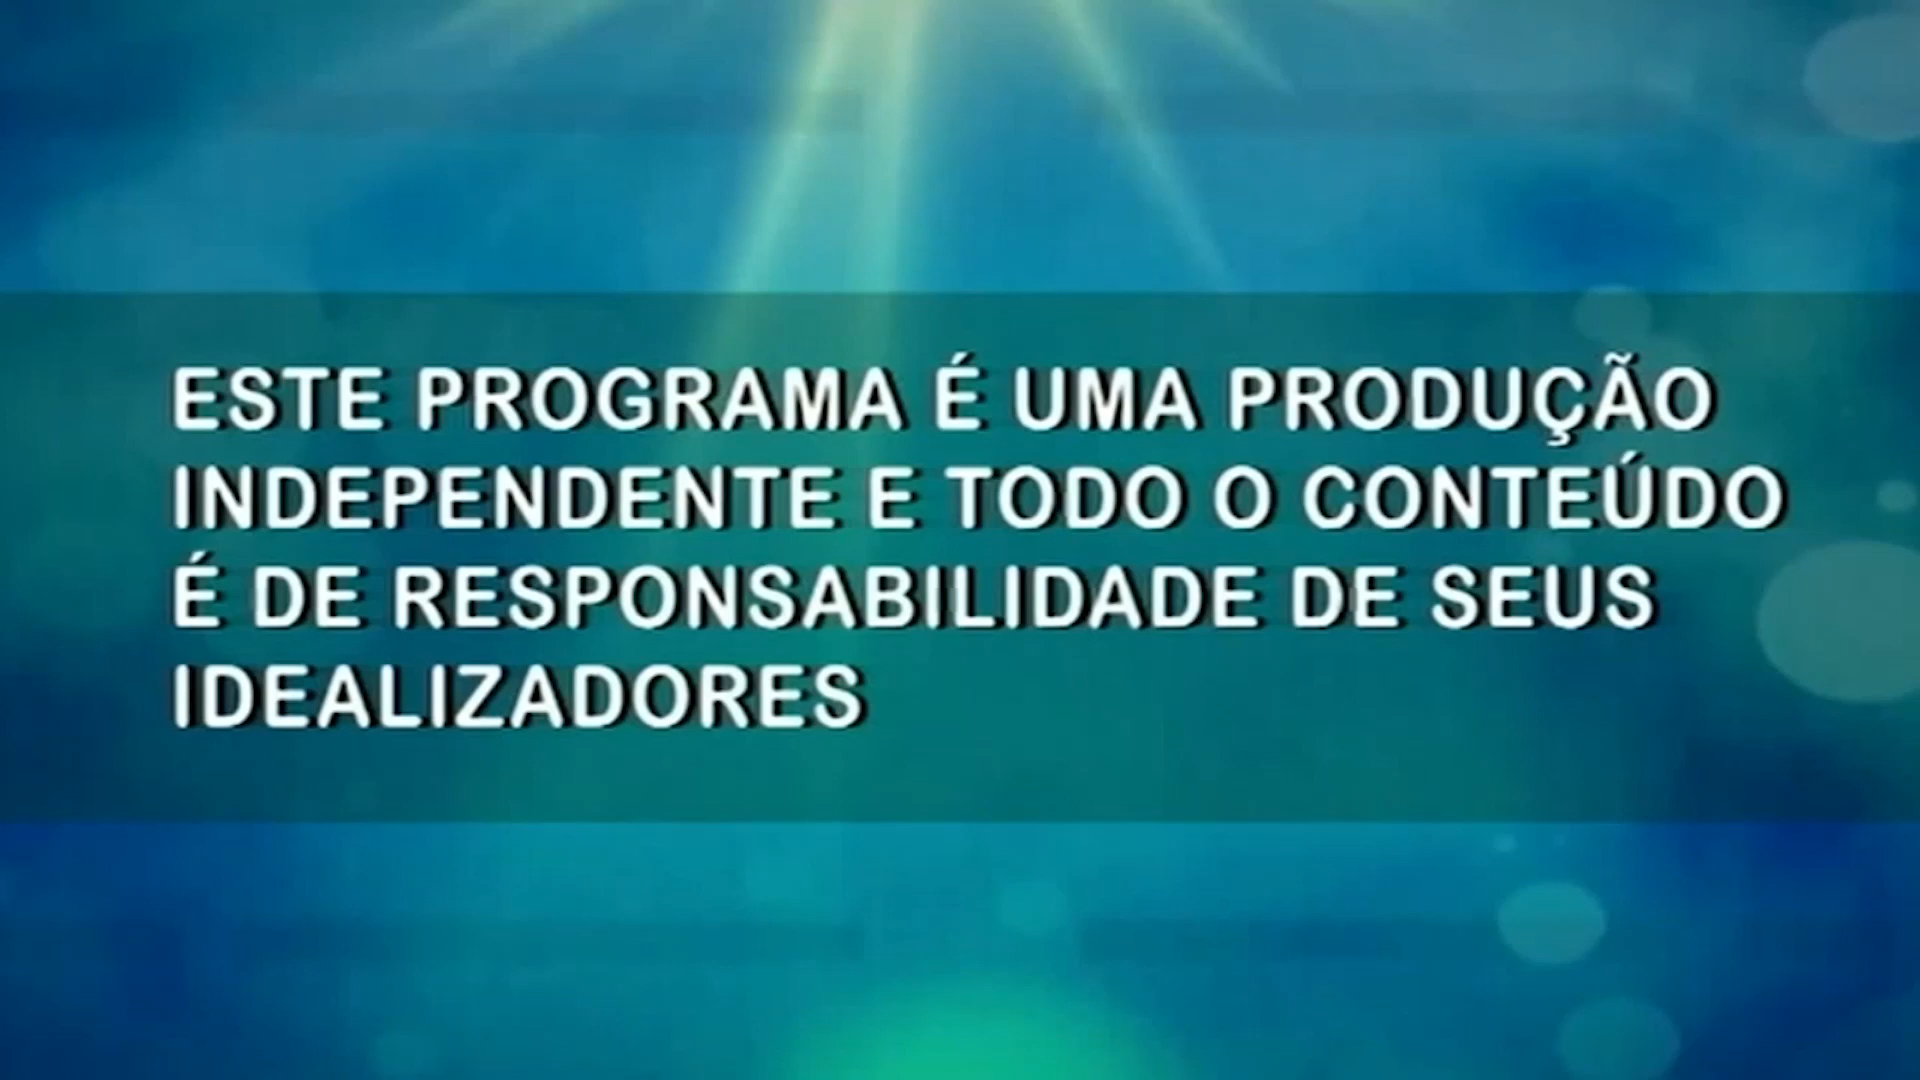 ESTE PROGRAMA É UMA PRODUÇÃO
INDEPENDENTE E TODO O CONTEÚDO
É DE RESPONSABILIDADE DE SEUS
IDEALIZADORES